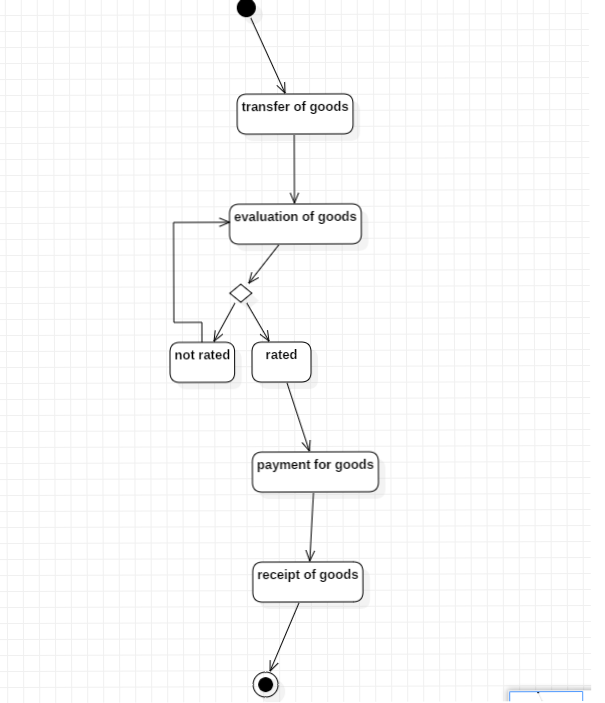 transfer of goods
evaluation of goods
not rated
rated
payment for goods
receipt of goods